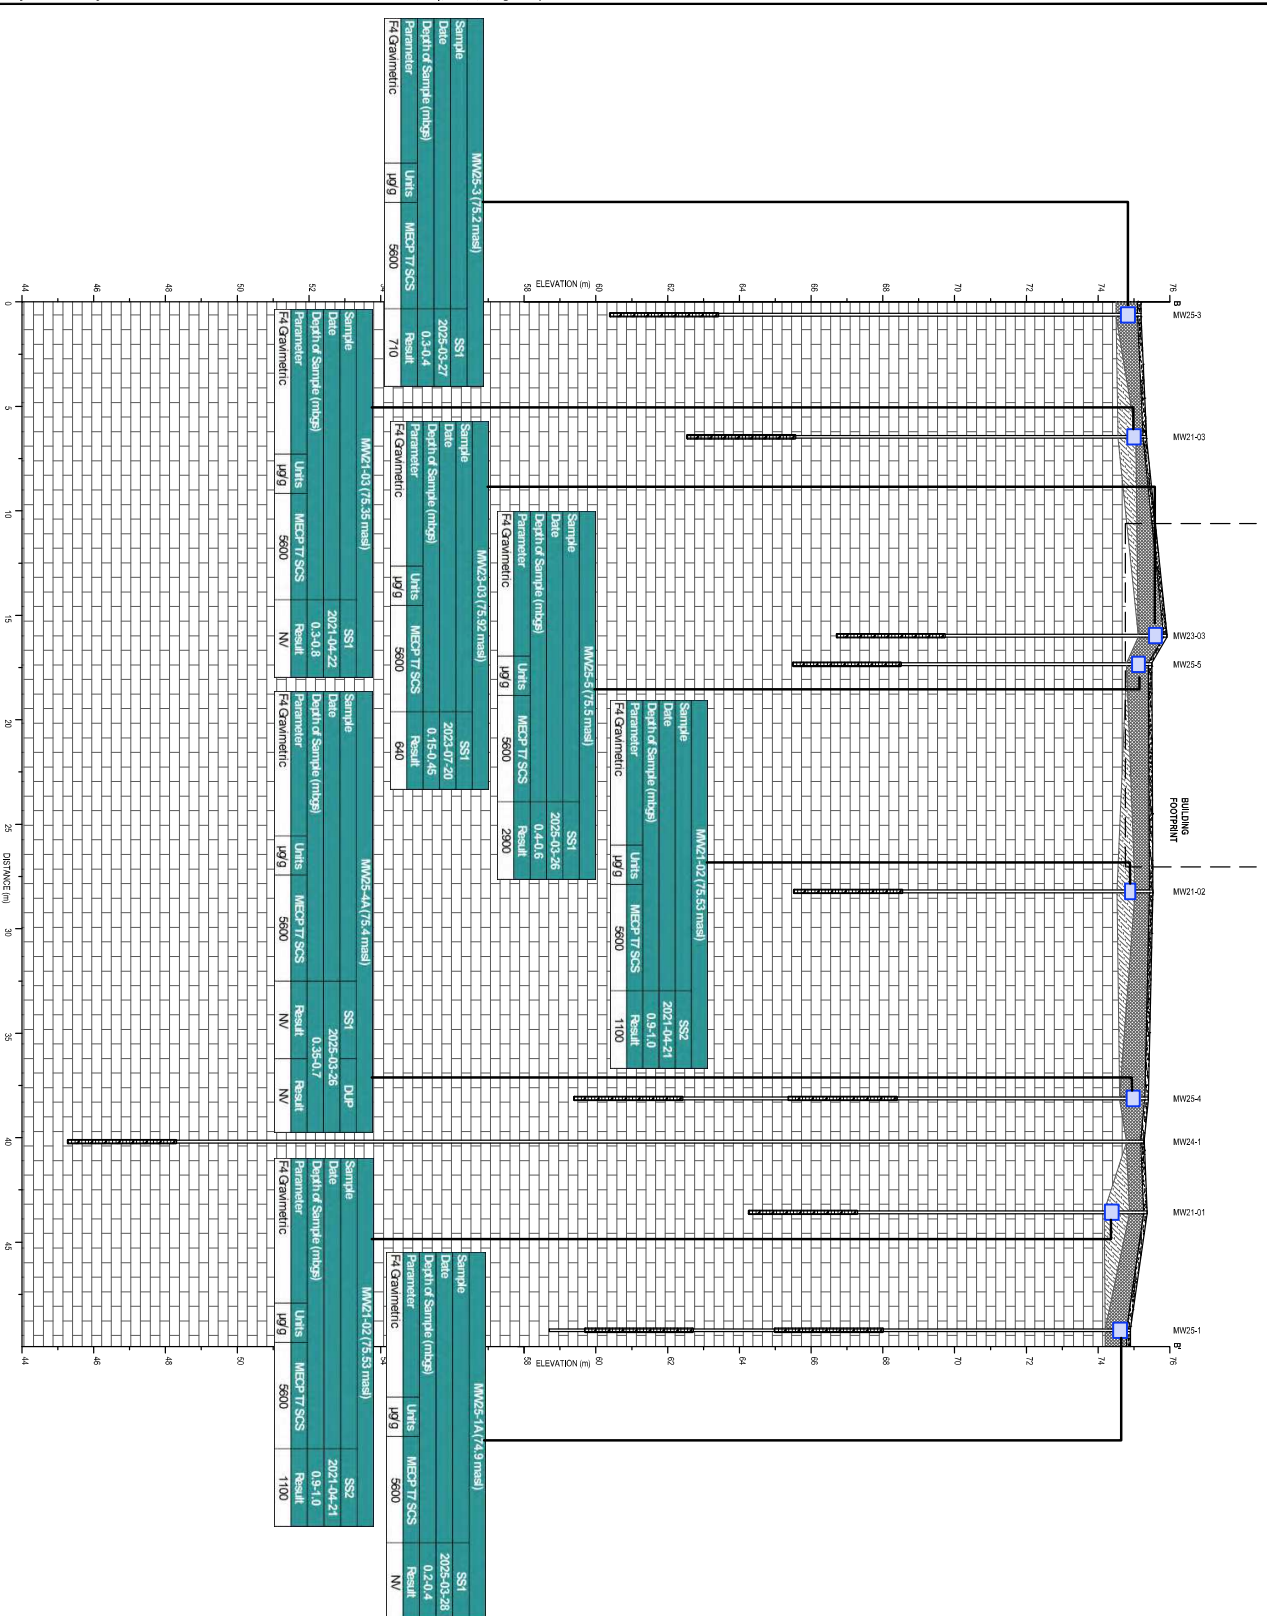 MW25-3 (75.2 masl)
Sample SS1
Date 2025-03-27
Depth of Sample (mbgs) 0.3-0.4
Parameter Units MECP T7 SCS Result
F4 Gravimetric µg/g 5600 710
MW21-03 (75.35 masl)
Sample SS1
Date 2021-04-22
Depth of Sample (mbgs) 0.3-0.8
Parameter Units MECP T7 SCS Result
F4 Gravimetric µg/g 5600 NV
MW23-03 (75.92 masl)
Sample SS1
Date 2023-07-20
Depth of Sample (mbgs) 0.15-0.45
Parameter Units MECP T7 SCS Result
F4 Gravimetric µg/g 5600 640
MW25-5 (75.5 masl)
Sample SS1
Date 2025-03-26
Depth of Sample (mbgs) 0.4-0.6
Parameter Units MECP T7 SCS Result
F4 Gravimetric µg/g 5600 2900
MW21-02 (75.53 masl)
Sample SS2
Date 2021-04-21
Depth of Sample (mbgs) 0.9-1.0
Parameter Units MECP T7 SCS Result
F4 Gravimetric µg/g 5600 1100
MW25-4A (75.4 masl)
Sample SS1 DUP
Date 2025-03-26
Depth of Sample (mbgs) 0.35-0.7
Parameter Units MECP T7 SCS Result Result
F4 Gravimetric µg/g 5600 NV NV
MW21-02 (75.53 masl)
Sample SS2
Date 2021-04-21
Depth of Sample (mbgs) 0.9-1.0
Parameter Units MECP T7 SCS Result
F4 Gravimetric µg/g 5600 1100
MW25-1A (74.9 masl)
Sample SS1
Date 2025-03-28
Depth of Sample (mbgs) 0.2-0.4
Parameter Units MECP T7 SCS Result
F4 Gravimetric µg/g 5600 NV
B
MW25-3
MW21-03
MW23-03
MW25-5
BUILDING
FOOTPRINT
MW21-02
MW25-4
MW24-1
MW21-01
MW25-1
B'
76
74
72
70
68
66
64
62
60
58
50
48
46
44
ELEVATION (m)
76
74
72
70
68
66
64
62
60
58
54
52
50
48
46
44
ELEVATION (m)
0 5 10 15 20 25 30 35 40 45
DISTANCE (m)